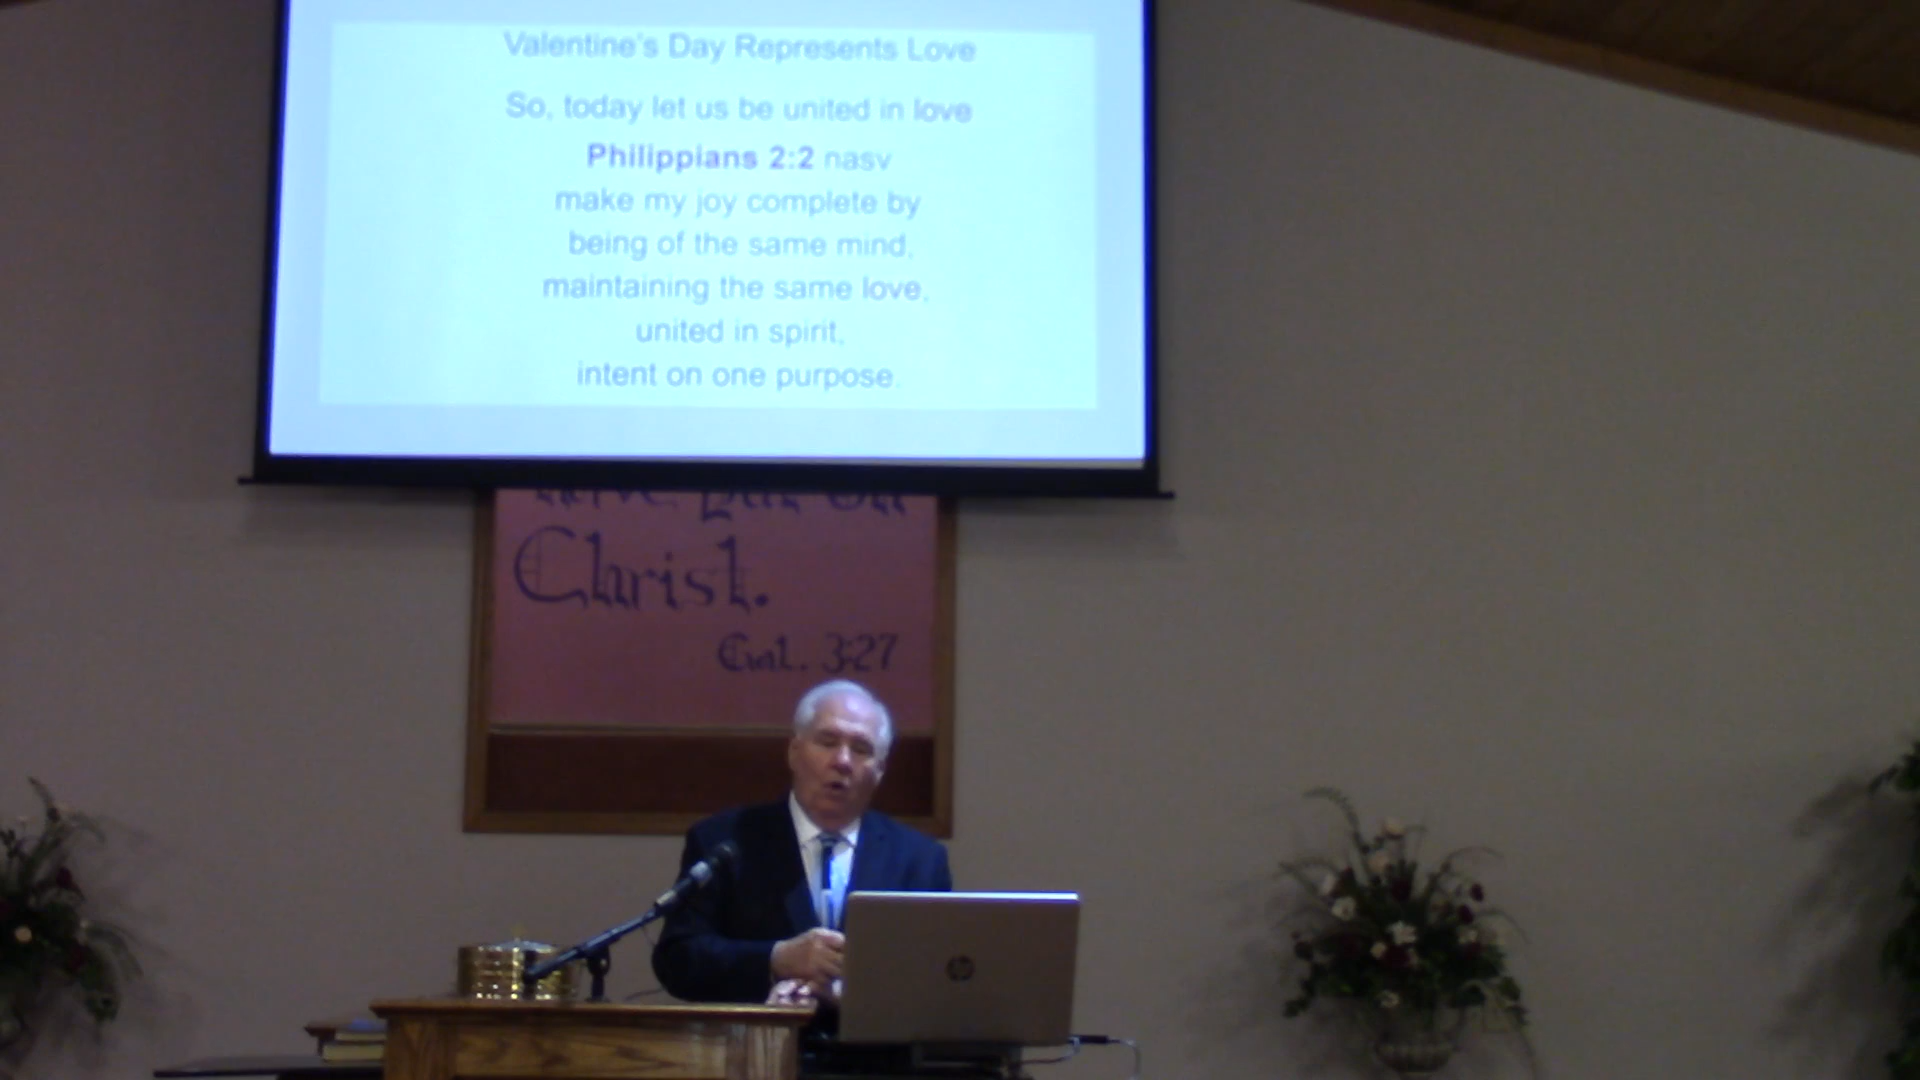 Valentine's Day Represents Love
So, today let us be united in love
Philippians 2:2 nasv
make my joy complete by
being of the same mind,
maintaining the same love,
united in spirit,
intent on one purpose.
Christ.
Gal. 3:27
hp